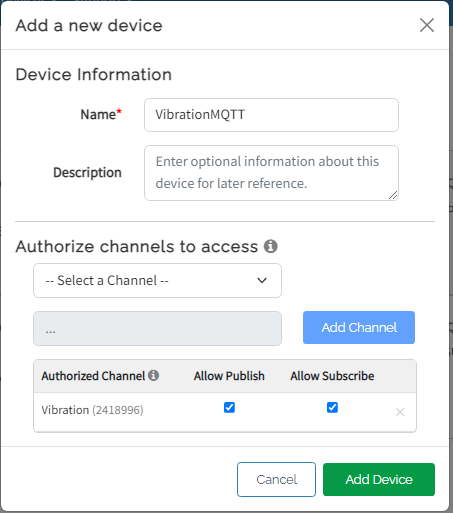 Add a new device
Device Information
Name*
VibrationMQTT
Description
Enter optional information about this
device for later reference.
Authorize channels to access
-- Select a Channel --
...
Add Channel
Authorized Channel Allow Publish Allow Subscribe
Vibration (2418996)
Cancel
Add Device